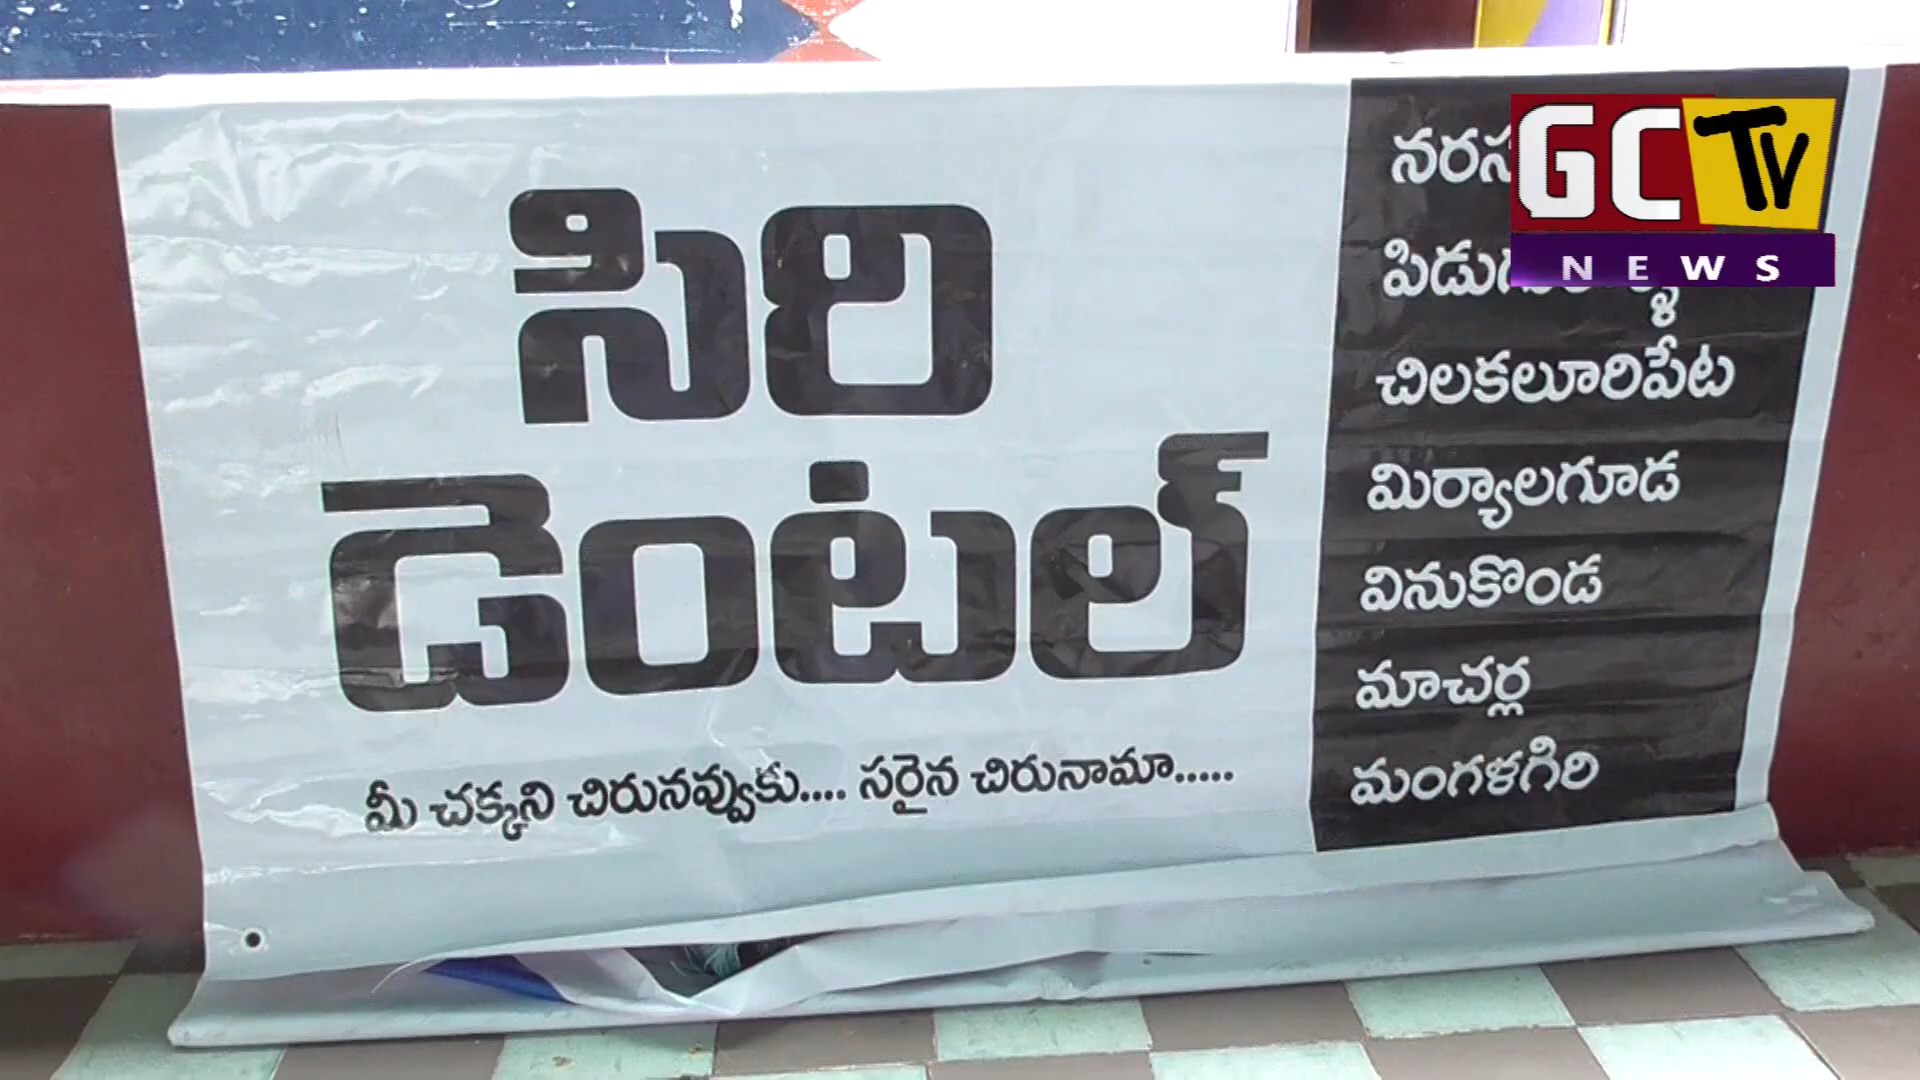 సిరి
డెంటల్
మీ చక్కని చిరునవ్వుకు.... సరైన చిరునామా.....
చిలకలూరిపేట
మిర్యాలగూడ
వినుకొండ
మాచర్ల
మంగళగిరి
GC TV
NEWS